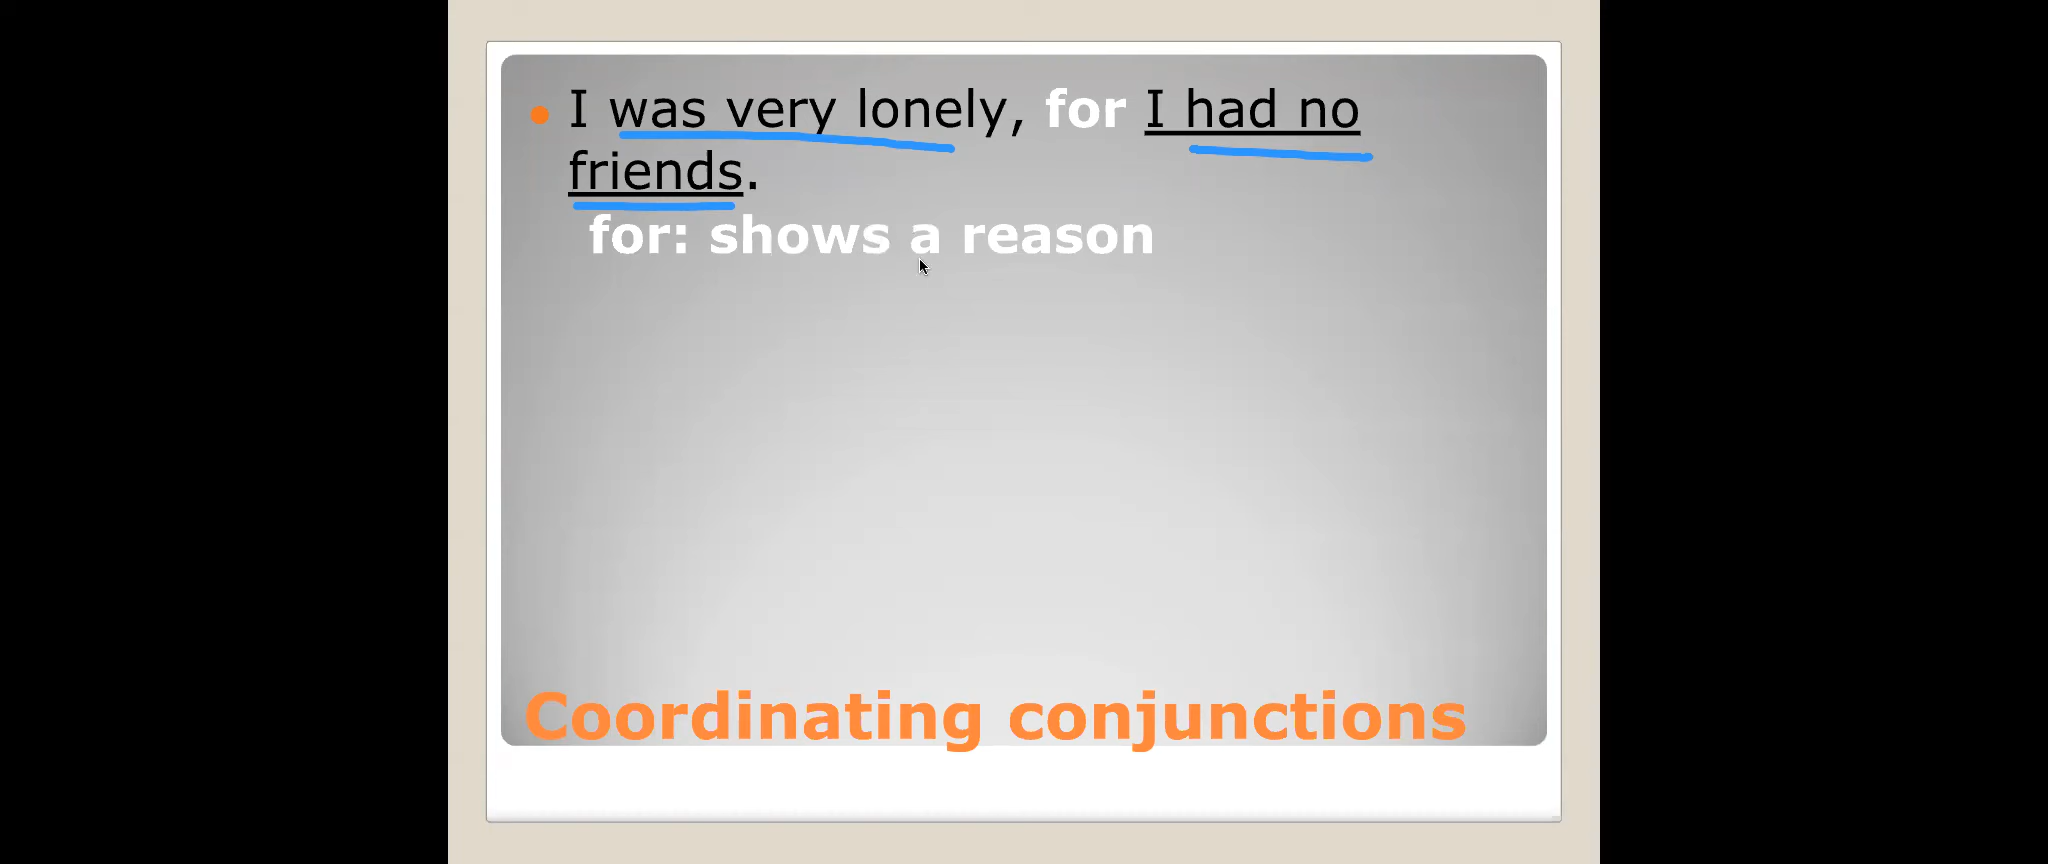 I was very lonely, for I had no
friends.
for: shows a reason
Coordinating conjunctions